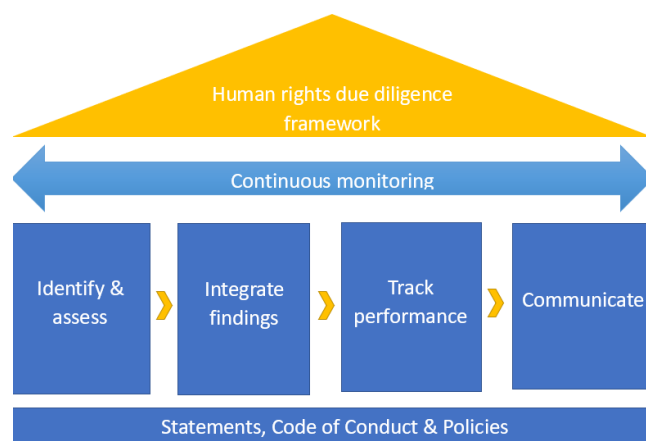 Human rights due diligence
framework
Continuous monitoring
Identify &
assess
Integrate
findings
Track
performance
Communicate
Statements, Code of Conduct & Policies